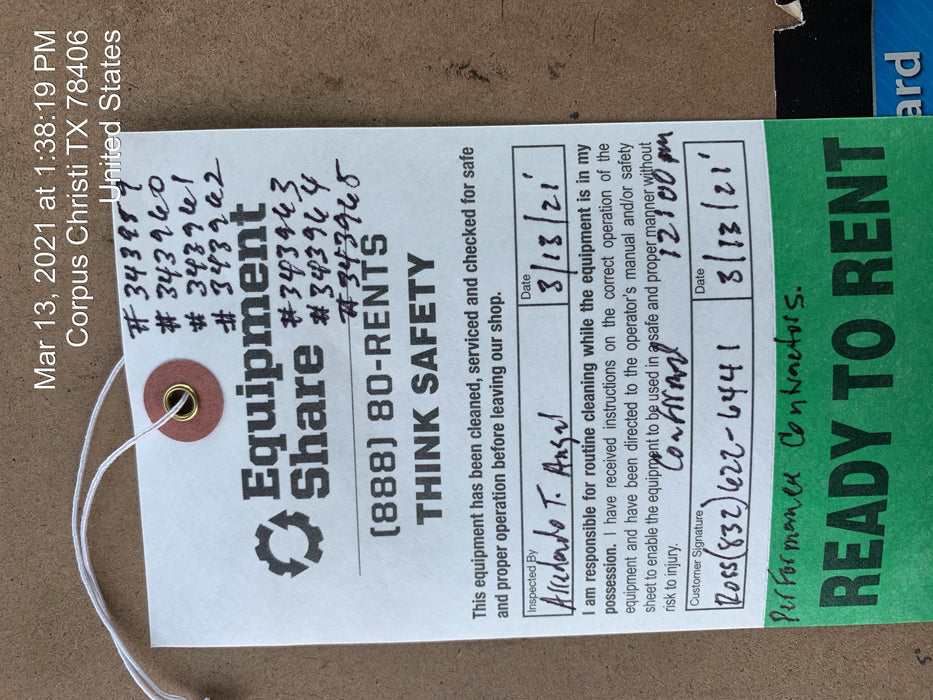 Mar 13, 2021 at 1:38:19 PM
Corpus Christi TX 78406
United States
# 343960
# 343961
# 343962
# 343963
# 343964
# 343965
Equipment
Share
(888) 80-RENTS
THINK SAFETY
This equipment has been cleaned, serviced and checked for safe
and proper operation before leaving our shop.
Inspected By
T. Angel
Date
3/13/21'
I am responsible for routine cleaning while the equipment is in my
possession. I have received instructions on the correct operation of the
equipment and have been directed to the operator's manual and/or safety
sheet to enable the equipment to be used in a safe and proper manner without
risk to injury.
12:00 pm
Customer Signature
Ross (832) 622-6441
Date
3/13/21'
Performance Contractors.
READY TO RENT
ard